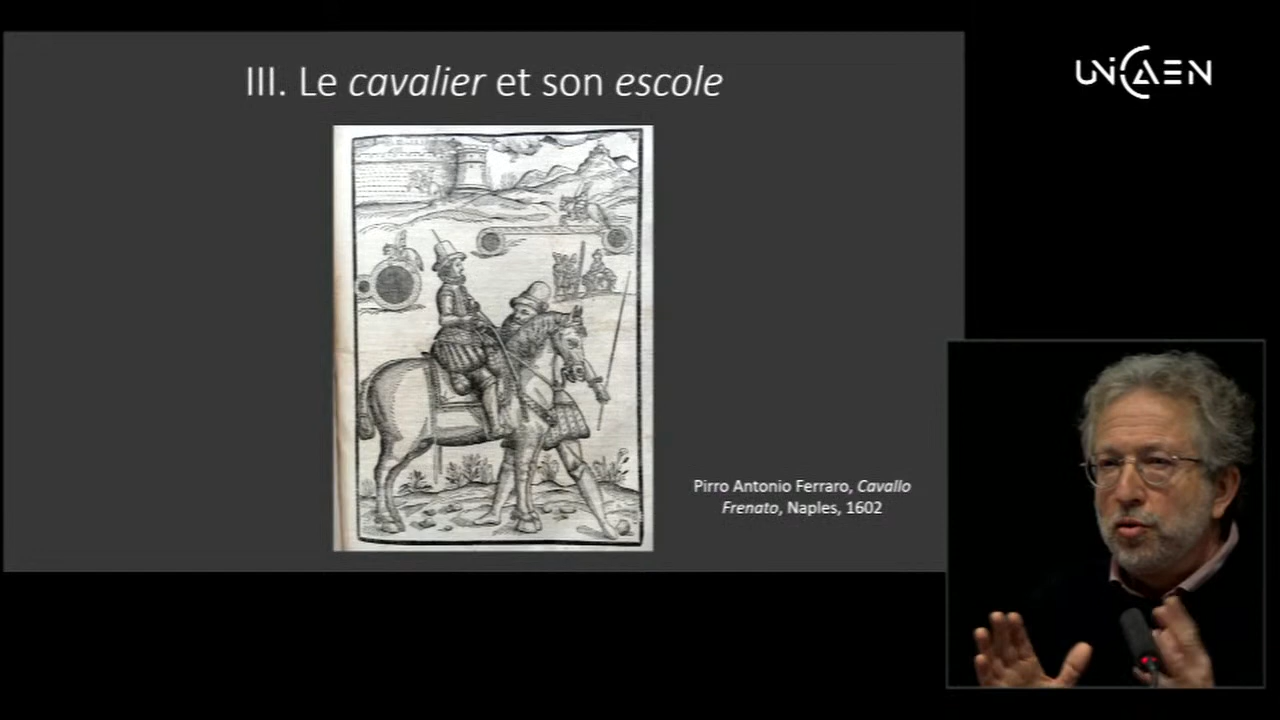 III. Le cavalier et son escole
UNICAEN
Pirro Antonio Ferraro, Cavallo
Frenato, Naples, 1602